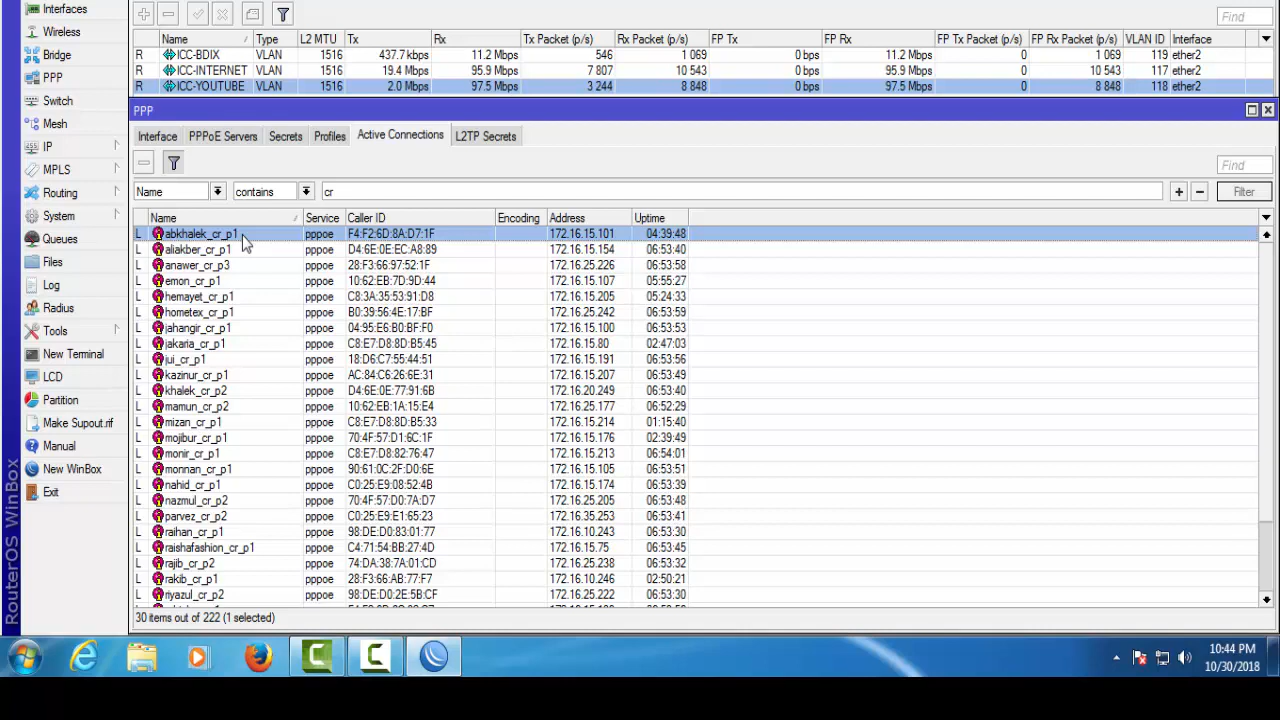 Interfaces
Wireless
Bridge
PPP
Switch
Mesh
IP
MPLS
Routing
System
Queues
Files
Log
Radius
Tools
New Terminal
LCD
Partition
Make Supout.rif
Manual
New WinBox
Exit
RouterOS WinBox
Find
Name Type L2 MTU Tx Rx Tx Packet (p/s) Rx Packet (p/s) FP Tx FP Rx FP Tx Packet (p/s) FP Rx Packet (p/s) VLAN ID Interface
R ICC-BDIX VLAN 1516 437.7 kbps 11.2 Mbps 546 1 069 0 bps 11.2 Mbps 0 1 069 119 ether2
R ICC-INTERNET VLAN 1516 19.4 Mbps 95.9 Mbps 7 807 10 543 0 bps 95.9 Mbps 0 10 543 117 ether2
R ICC-YOUTUBE VLAN 1516 2.0 Mbps 97.5 Mbps 3 244 8 848 0 bps 97.5 Mbps 0 8 848 118 ether2
PPP
Interface PPPoE Servers Secrets Profiles Active Connections L2TP Secrets
Find
Name contains cr Filter
Name Service Caller ID Encoding Address Uptime
L abkhalek_cr_p1 pppoe F4:F2:6D:8A:D7:1F 172.16.15.101 04:39:48
L aliakber_cr_p1 pppoe D4:6E:0E:EC:A8:89 172.16.15.154 06:53:40
L anawer_cr_p3 pppoe 28:F3:66:97:52:1F 172.16.25.226 06:53:58
L emon_cr_p1 pppoe 10:62:EB:7D:9D:44 172.16.15.107 05:55:27
L hemayet_cr_p1 pppoe C8:3A:35:53:91:D8 172.16.15.205 05:24:33
L hometex_cr_p1 pppoe B0:39:56:4E:17:BF 172.16.25.242 06:53:59
L jahangir_cr_p1 pppoe 04:95:E6:B0:BF:F0 172.16.15.100 06:53:53
L jakaria_cr_p1 pppoe C8:E7:D8:8D:B5:45 172.16.15.80 02:47:03
L jui_cr_p1 pppoe 18:D6:C7:55:44:51 172.16.15.191 06:53:56
L kazinur_cr_p1 pppoe AC:84:C6:26:6E:31 172.16.15.207 06:53:49
L khalek_cr_p2 pppoe D4:6E:0E:77:91:6B 172.16.20.249 06:53:40
L mamun_cr_p2 pppoe 10:62:EB:1A:15:E4 172.16.25.177 06:52:29
L mizan_cr_p1 pppoe C8:E7:D8:8D:B5:33 172.16.15.214 01:15:40
L mojibur_cr_p1 pppoe 70:4F:57:D1:6C:1F 172.16.15.176 02:39:49
L monir_cr_p1 pppoe C8:E7:D8:82:76:47 172.16.15.213 06:54:01
L monnan_cr_p1 pppoe 90:61:0C:2F:D0:6E 172.16.15.105 06:53:51
L nahid_cr_p1 pppoe C0:25:E9:08:52:4B 172.16.15.174 06:53:39
L nazmul_cr_p2 pppoe 70:4F:57:D0:7A:D7 172.16.25.205 06:53:48
L parvez_cr_p2 pppoe C0:25:E9:E1:65:23 172.16.35.253 06:53:41
L raihan_cr_p1 pppoe 98:DE:D0:83:01:77 172.16.10.243 06:53:30
L raishafashion_cr_p1 pppoe C4:71:54:BB:27:4D 172.16.15.75 06:53:45
L rajib_cr_p2 pppoe 74:DA:38:7A:01:CD 172.16.25.238 06:53:32
L rakib_cr_p1 pppoe 28:F3:66:AB:77:F7 172.16.10.246 02:50:21
L riyazul_cr_p2 pppoe 98:DE:D0:2E:5B:CF 172.16.25.222 06:53:30
30 items out of 222 (1 selected)
10:44 PM
10/30/2018